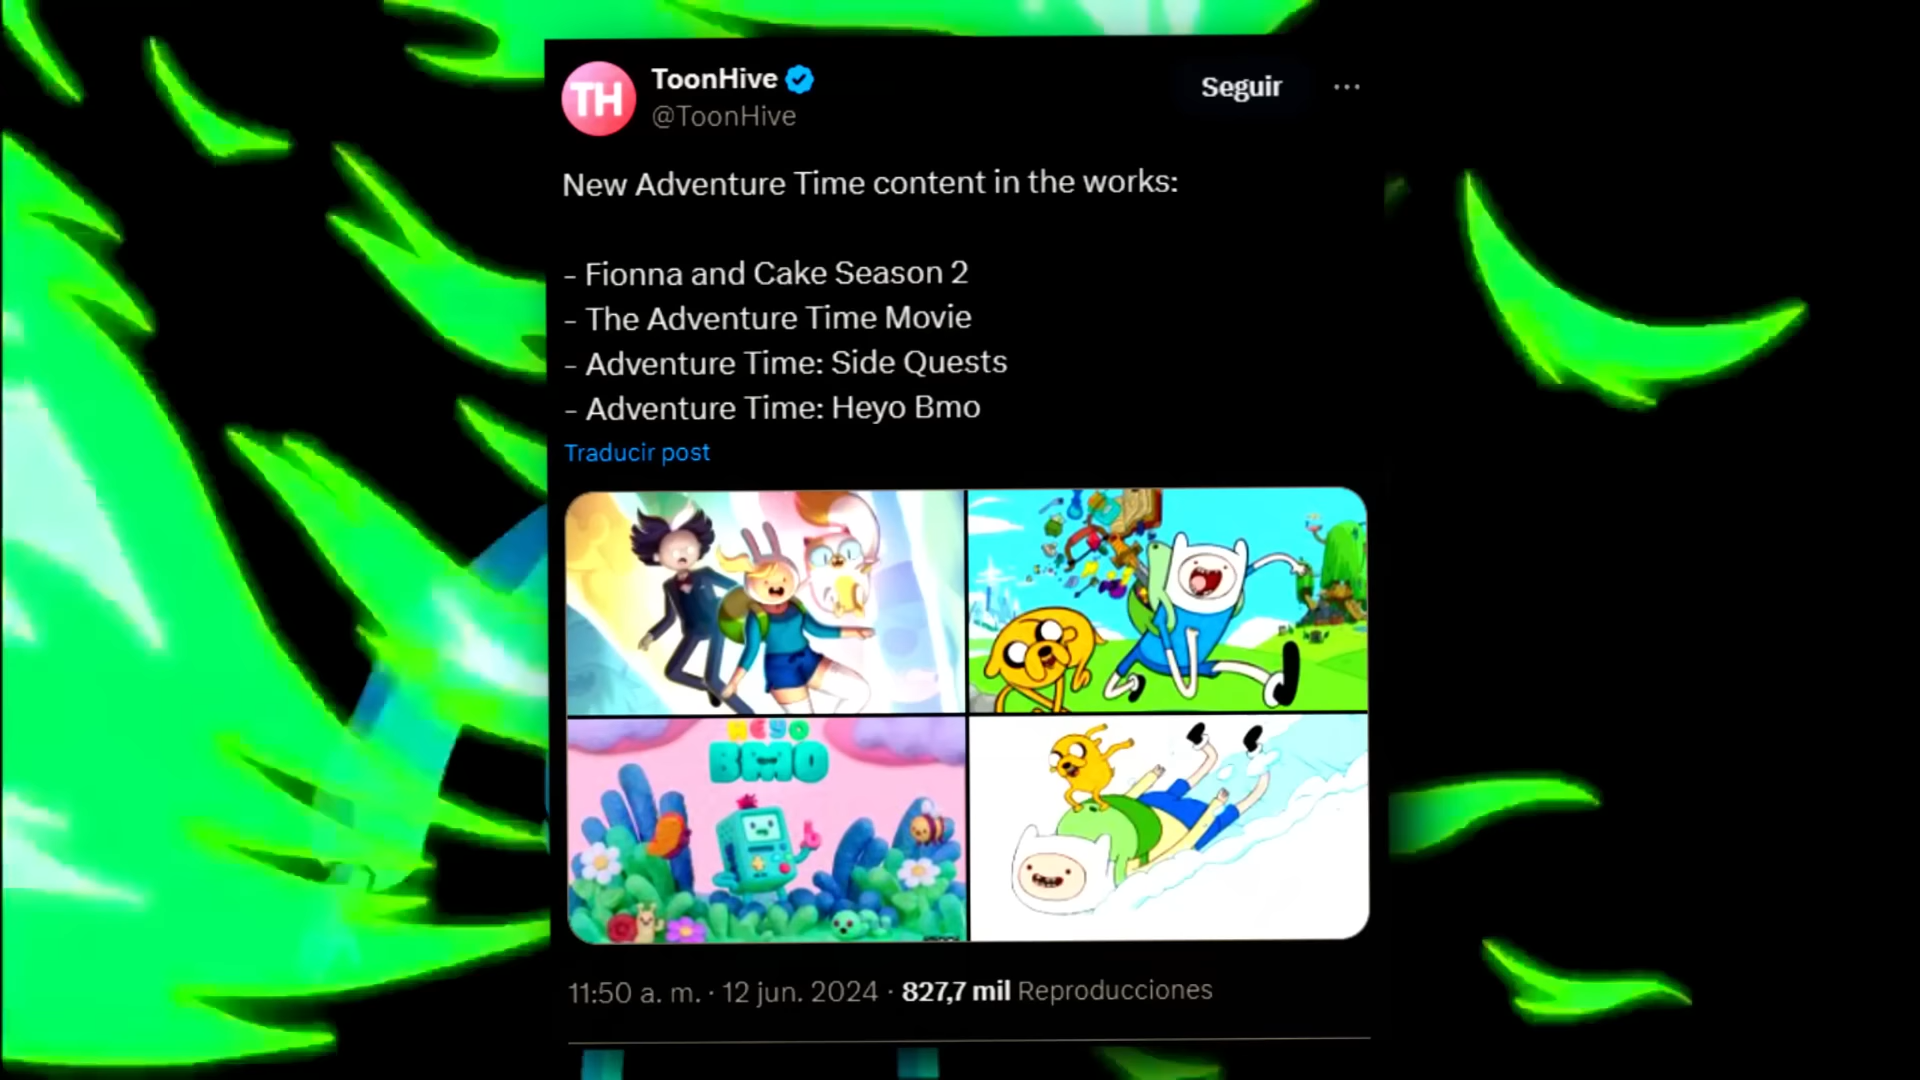 TH
ToonHive
@ToonHive
Seguir
New Adventure Time content in the works:
- Fionna and Cake Season 2
- The Adventure Time Movie
- Adventure Time: Side Quests
- Adventure Time: Heyo Bmo
Traducir post
HEYO
BMO
11:50 a. m. · 12 jun. 2024 · 827,7 mil Reproducciones